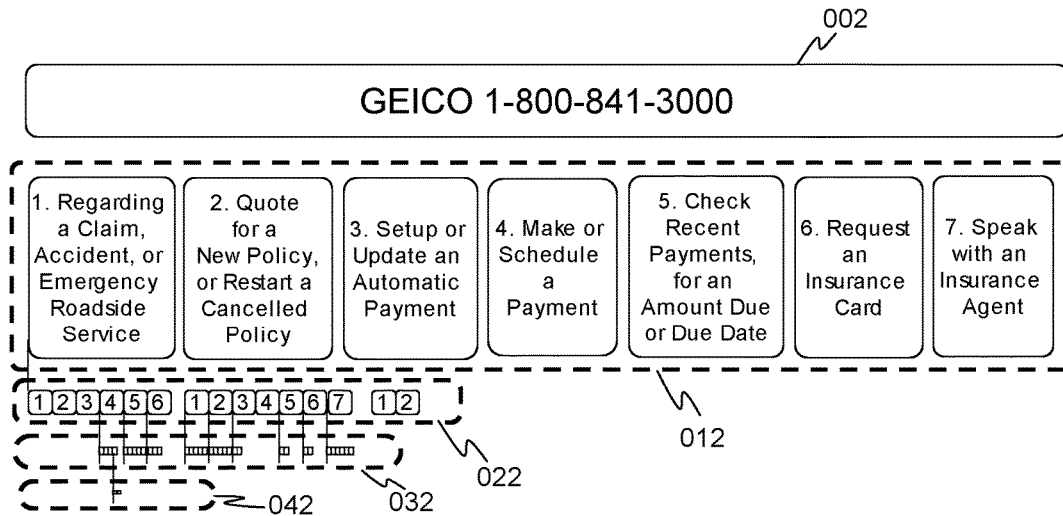 002
GEICO 1-800-841-3000
1. Regarding
a Claim,
Accident, or
Emergency
Roadside
Service
2. Quote
for a
New Policy,
or Restart a
Cancelled
Policy
3. Setup or
Update an
Automatic
Payment
4. Make or
Schedule
a
Payment
5. Check
Recent
Payments,
for an
Amount Due
or Due Date
6. Request
an
Insurance
Card
7. Speak
with an
Insurance
Agent
1 2 3 4 5 6 1 2 3 4 5 6 7 1 2
012
022
032
042